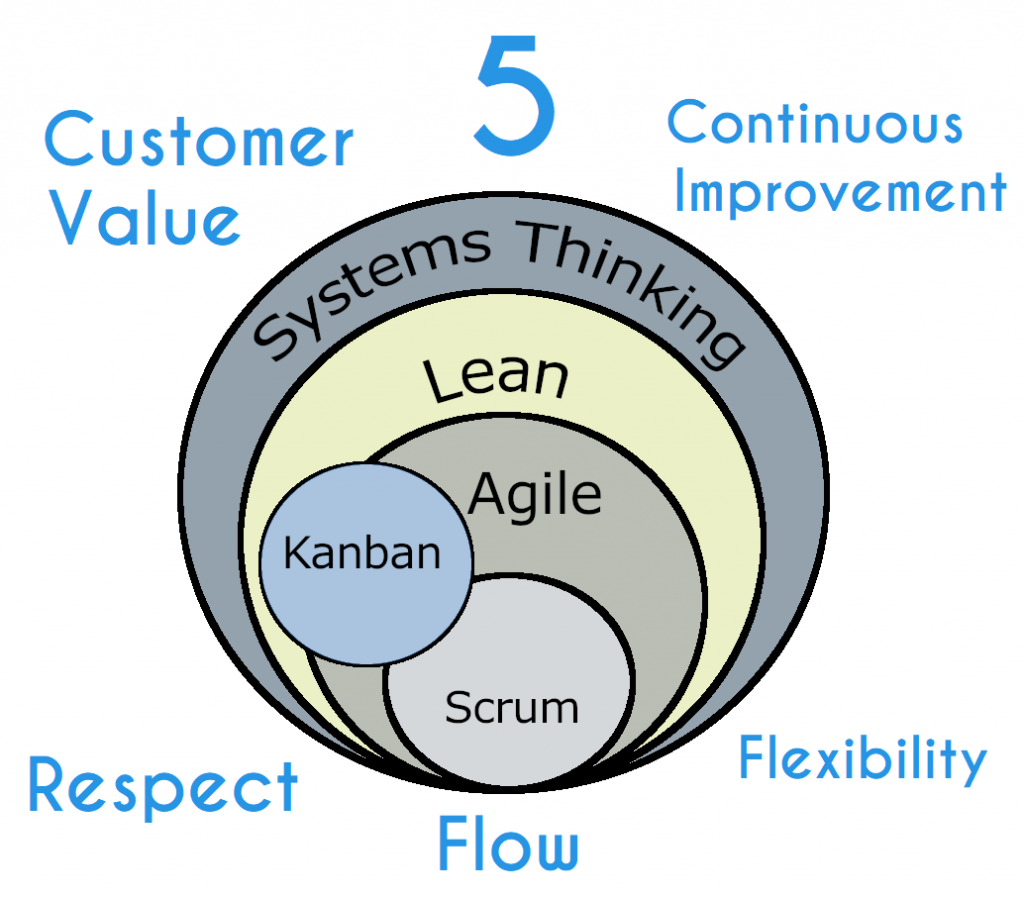 5
Customer
Value
Continuous
Improvement
Systems Thinking
Lean
Agile
Kanban
Scrum
Respect
Flexibility
Flow